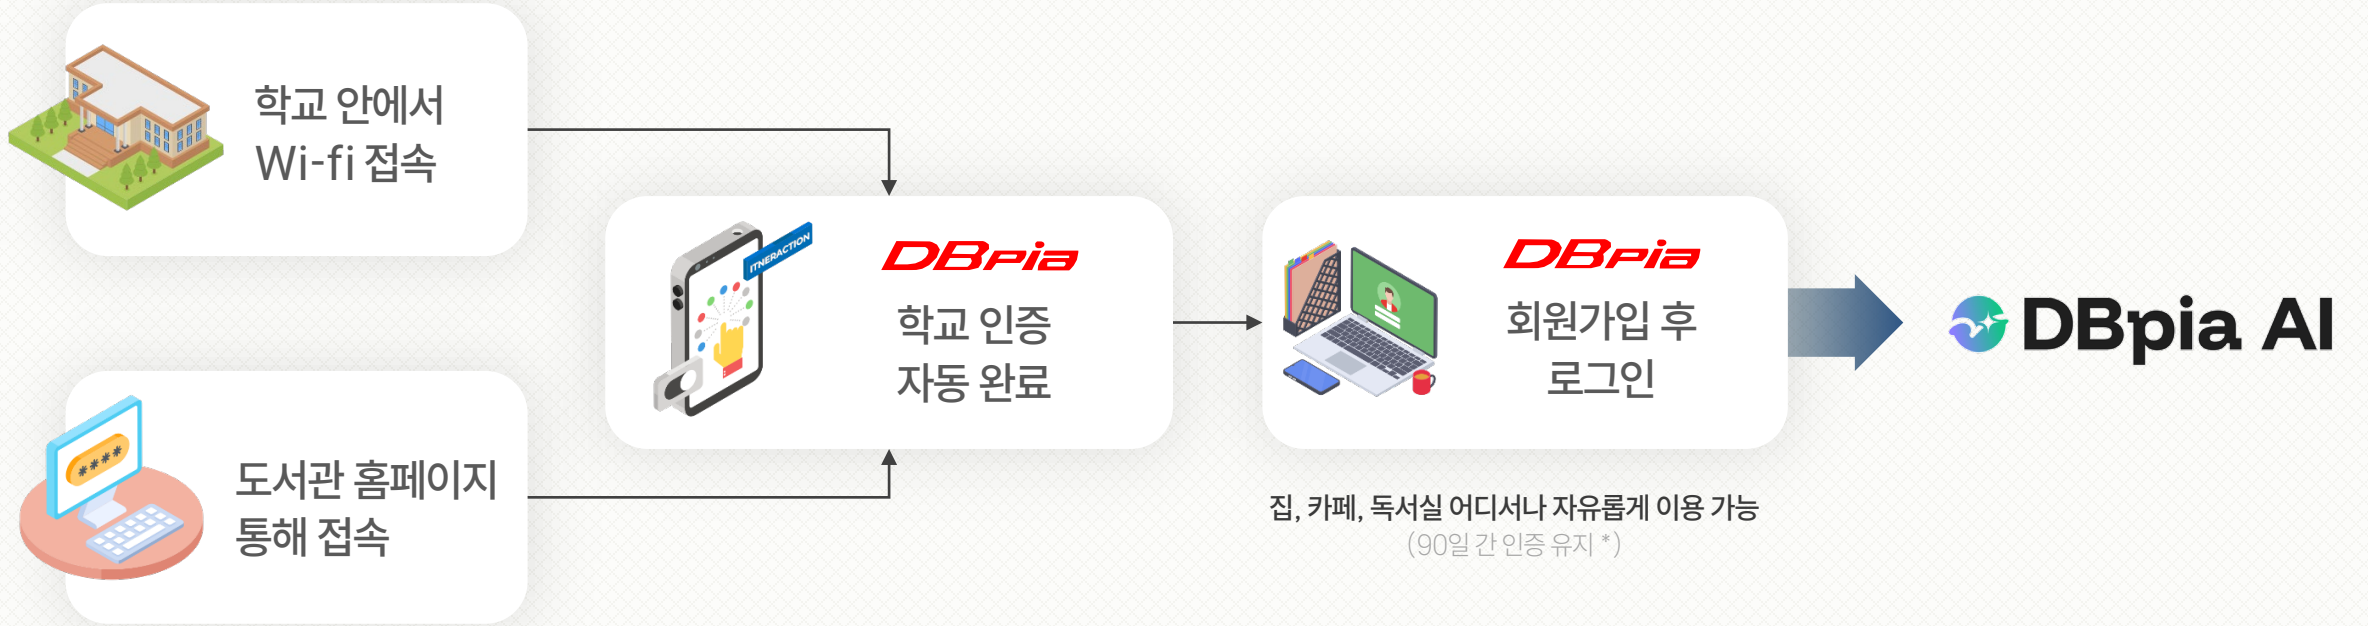 학교 안에서
Wi-fi 접속
도서관 홈페이지
통해 접속
****
ITNERACTION
DBpia
학교 인증
자동 완료
DBpia
회원가입 후
로그인
집, 카페, 독서실 어디서나 자유롭게 이용 가능
(90일 간 인증 유지 *)
DBpia AI